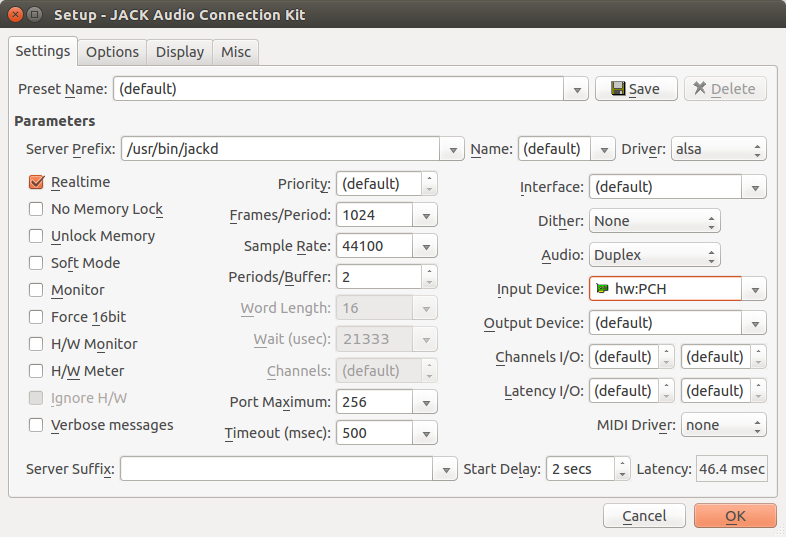 Setup - JACK Audio Connection Kit
Settings Options Display Misc
Preset Name: (default) Save Delete
Parameters
Server Prefix: /usr/bin/jackd Name: (default) Driver: alsa
Realtime Priority: (default) Interface: (default)
No Memory Lock Frames/Period: 1024 Dither: None
Unlock Memory Sample Rate: 44100 Audio: Duplex
Soft Mode Periods/Buffer: 2 Input Device: hw:PCH
Monitor Word Length: 16 Output Device: (default)
Force 16bit Wait (usec): 21333 Channels I/O: (default) (default)
H/W Monitor Channels: (default) Latency I/O: (default) (default)
H/W Meter Port Maximum: 256 MIDI Driver: none
Ignore H/W Timeout (msec): 500
Verbose messages
Server Suffix: Start Delay: 2 secs Latency: 46.4 msec
Cancel OK